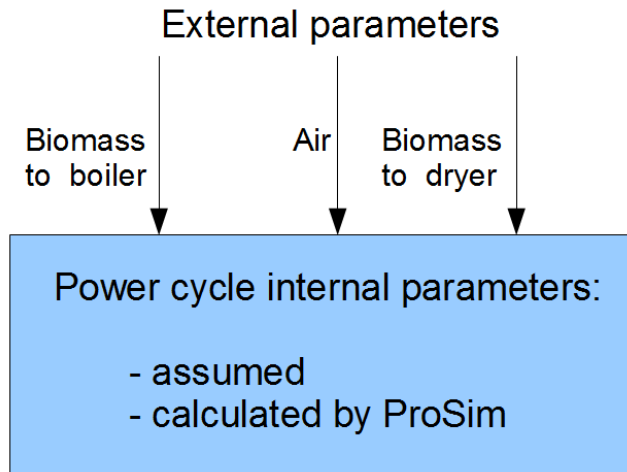 External parameters
Biomass
to boiler
Air
Biomass
to dryer
Power cycle internal parameters:
- assumed
- calculated by ProSim